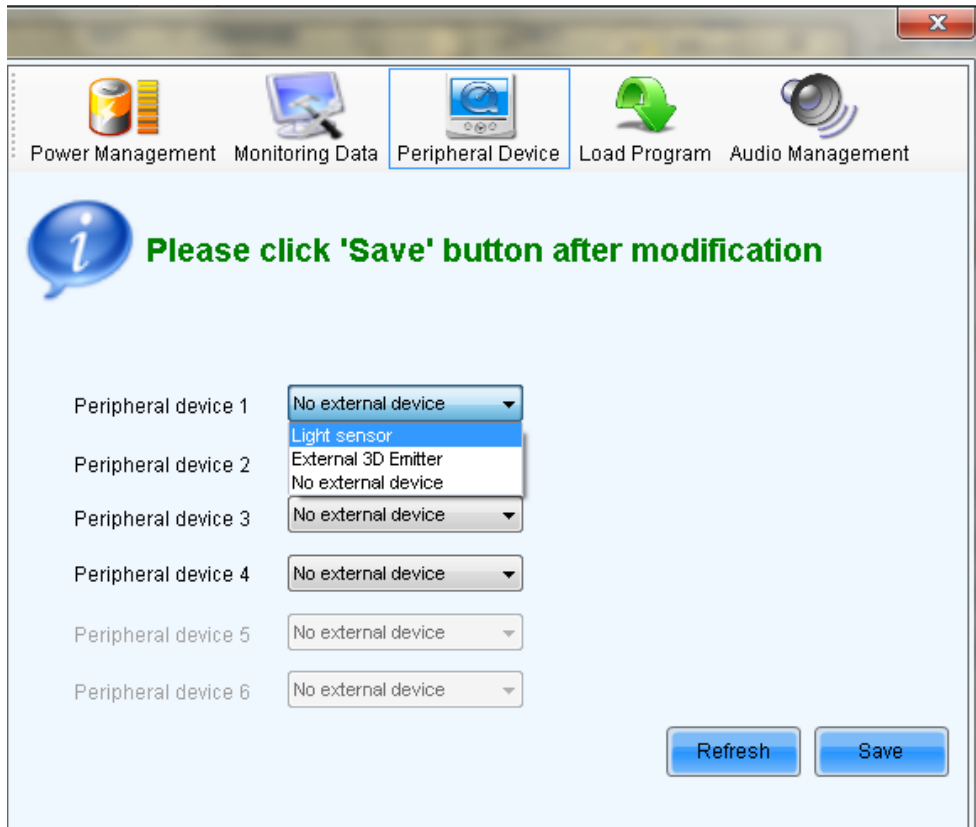 Power Management Monitoring Data Peripheral Device Load Program Audio Management
Please click 'Save' button after modification
Peripheral device 1 No external device
Light sensor
Peripheral device 2 External 3D Emitter
No external device
Peripheral device 3 No external device
Peripheral device 4 No external device
Peripheral device 5 No external device
Peripheral device 6 No external device
Refresh Save